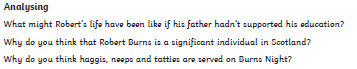 Analysing
What might Robert's life have been like if his father hadn't supported his education?
Why do you think that Robert Burns is a significant individual in Scotland?
Why do you think haggis, neeps and tatties are served on Burns Night?